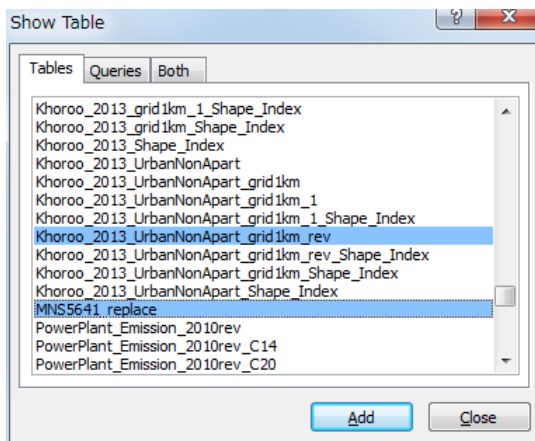 Show Table
?
X
Tables Queries Both
Khoroo_2013_grid1km_1_Shape_Index
Khoroo_2013_grid1km_Shape_Index
Khoroo_2013_Shape_Index
Khoroo_2013_UrbanNonApart
Khoroo_2013_UrbanNonApart_grid1km
Khoroo_2013_UrbanNonApart_grid1km_1
Khoroo_2013_UrbanNonApart_grid1km_1_Shape_Index
Khoroo_2013_UrbanNonApart_grid1km_rev
Khoroo_2013_UrbanNonApart_grid1km_rev_Shape_Index
Khoroo_2013_UrbanNonApart_grid1km_Shape_Index
Khoroo_2013_UrbanNonApart_Shape_Index
MNS5641_replace
PowerPlant_Emission_2010rev
PowerPlant_Emission_2010rev_C14
PowerPlant_Emission_2010rev_C20
Add Close